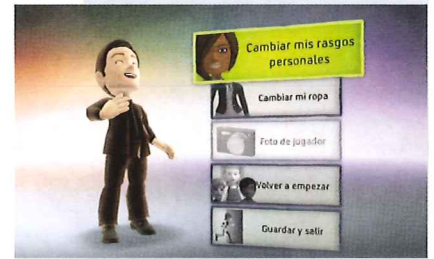 Cambiar mis rasgos
personales
Cambiar mi ropa
Foto de jugador
Volver a empezar
Guardar y salir